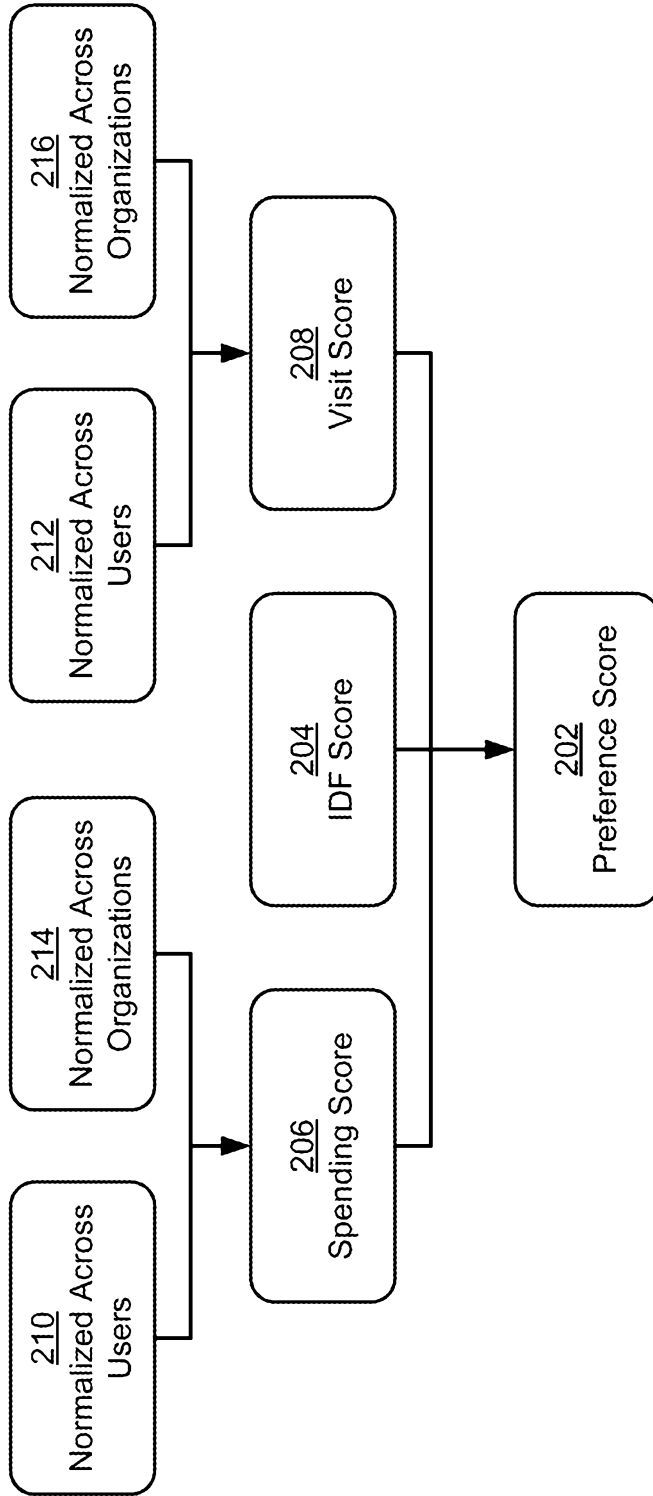 210
Normalized Across
Users
214
Normalized Across
Organizations
212
Normalized Across
Users
216
Normalized Across
Organizations
206
Spending Score
204
IDF Score
208
Visit Score
202
Preference Score